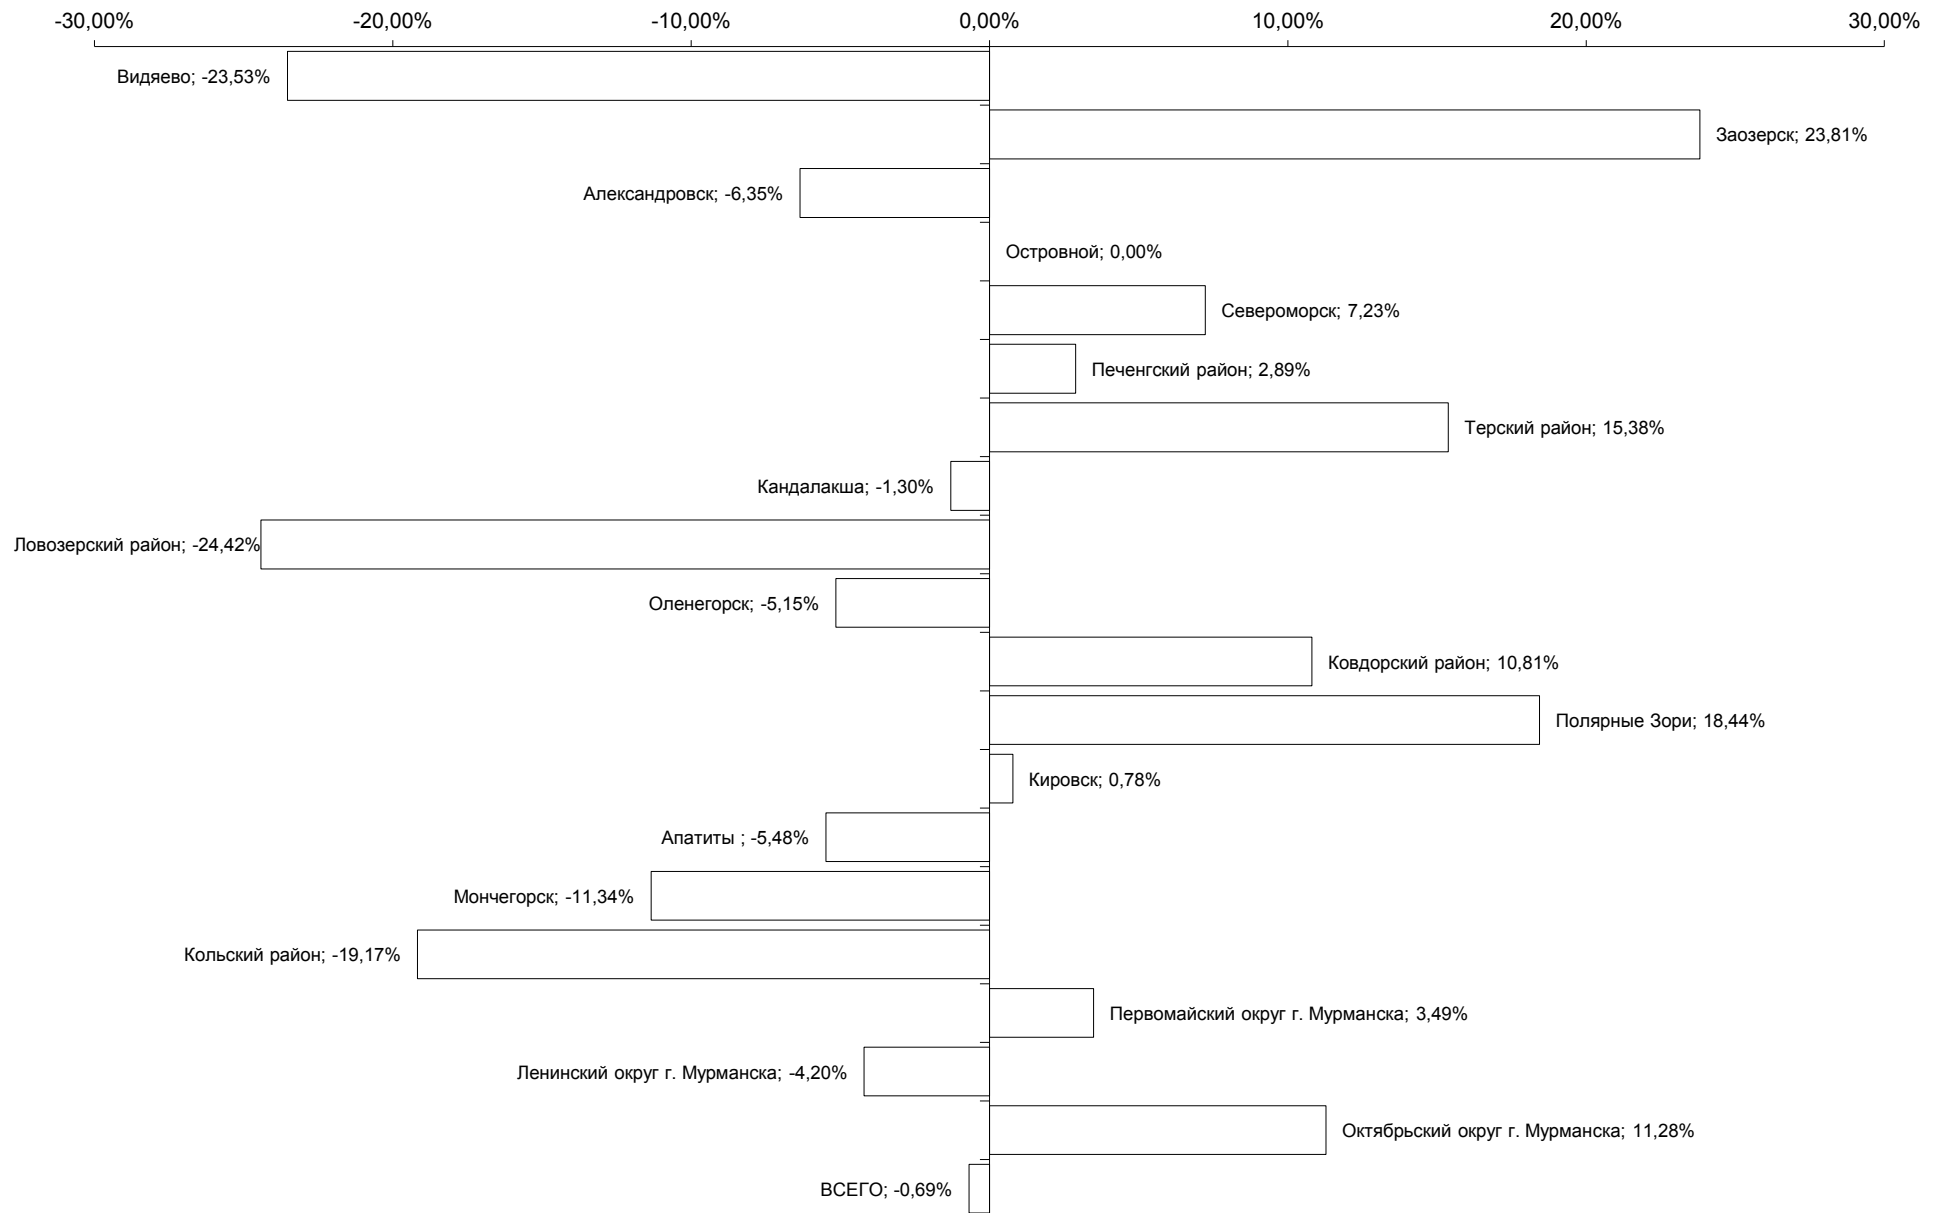 -30,00% -20,00% -10,00% 0,00% 10,00% 20,00% 30,00%
Видяево; -23,53%
Заозерск; 23,81%
Александровск; -6,35%
Островной; 0,00%
Североморск; 7,23%
Печенгский район; 2,89%
Терский район; 15,38%
Кандалакша; -1,30%
Ловозерский район; -24,42%
Оленегорск; -5,15%
Ковдорский район; 10,81%
Полярные Зори; 18,44%
Кировск; 0,78%
Апатиты ; -5,48%
Мончегорск; -11,34%
Кольский район; -19,17%
Первомайский округ г. Мурманска; 3,49%
Ленинский округ г. Мурманска; -4,20%
Октябрьский округ г. Мурманска; 11,28%
ВСЕГО; -0,69%